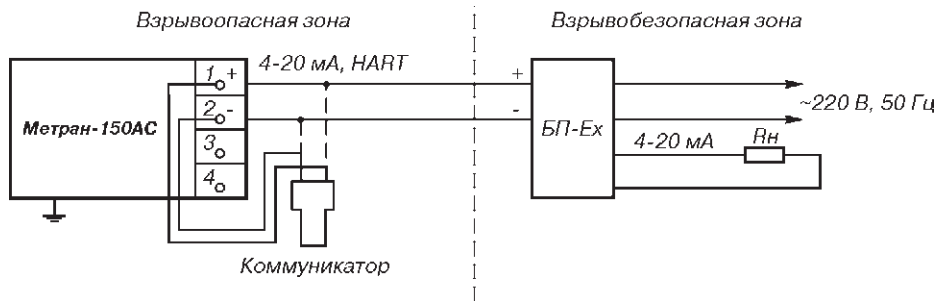 Взрывоопасная зона
Взрывобезопасная зона
1 +
4-20 мА, HART
+
2 -
-
~220 В, 50 Гц
Метран-150АС
БП-Ех
3
4-20 мА
Rн
4
Коммуникатор